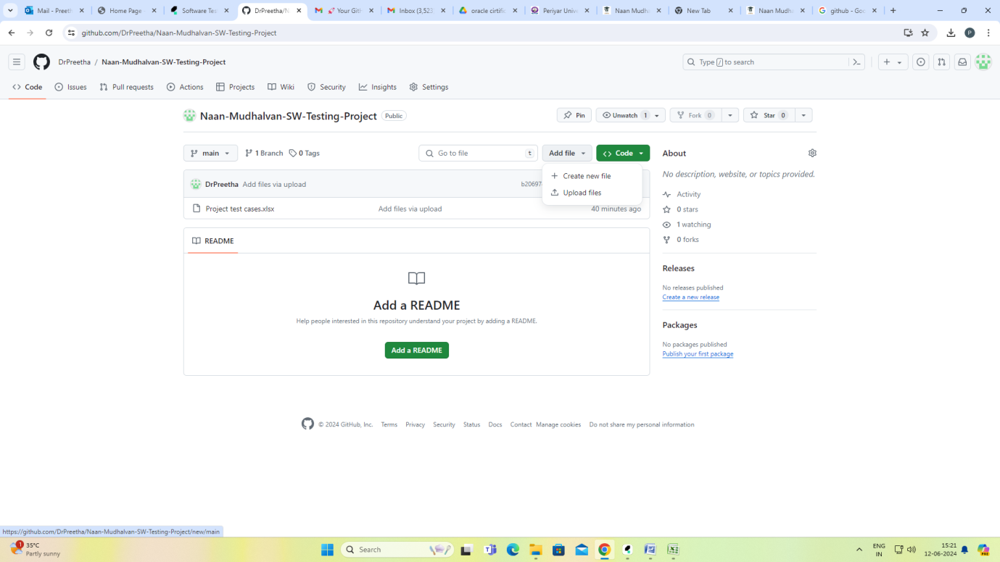 Mail - Preeth
Home Page -
Software Tes
DrPreetha/N
🚀 Your Gith
Inbox (3,522
oracle cirtifi
Periyar Unive
Naan Mudha
New Tab
Naan Mudha
github - Goo
github.com/DrPreetha/Naan-Mudhalvan-SW-Testing-Project
P
DrPreetha / Naan-Mudhalvan-SW-Testing-Project
Type / to search
Code Issues Pull requests Actions Projects Wiki Security Insights Settings
Naan-Mudhalvan-SW-Testing-Project Public
Pin Unwatch 1 Fork 0 Star 0
main 1 Branch 0 Tags
Go to file t
Add file
Code
Create new file
Upload files
DrPreetha Add files via upload
Project test cases.xlsx Add files via upload 40 minutes ago
README
Add a README
Help people interested in this repository understand your project by adding a README.
Add a README
About
No description, website, or topics provided.
Activity
0 stars
1 watching
0 forks
Releases
No releases published
Create a new release
Packages
No packages published
Publish your first package
© 2024 GitHub, Inc. Terms Privacy Security Status Docs Contact Manage cookies Do not share my personal information
https://github.com/DrPreetha/Naan-Mudhalvan-SW-Testing-Project/new/main
1
35°C
Partly sunny
Search
ENG
IN
15:21
12-06-2024